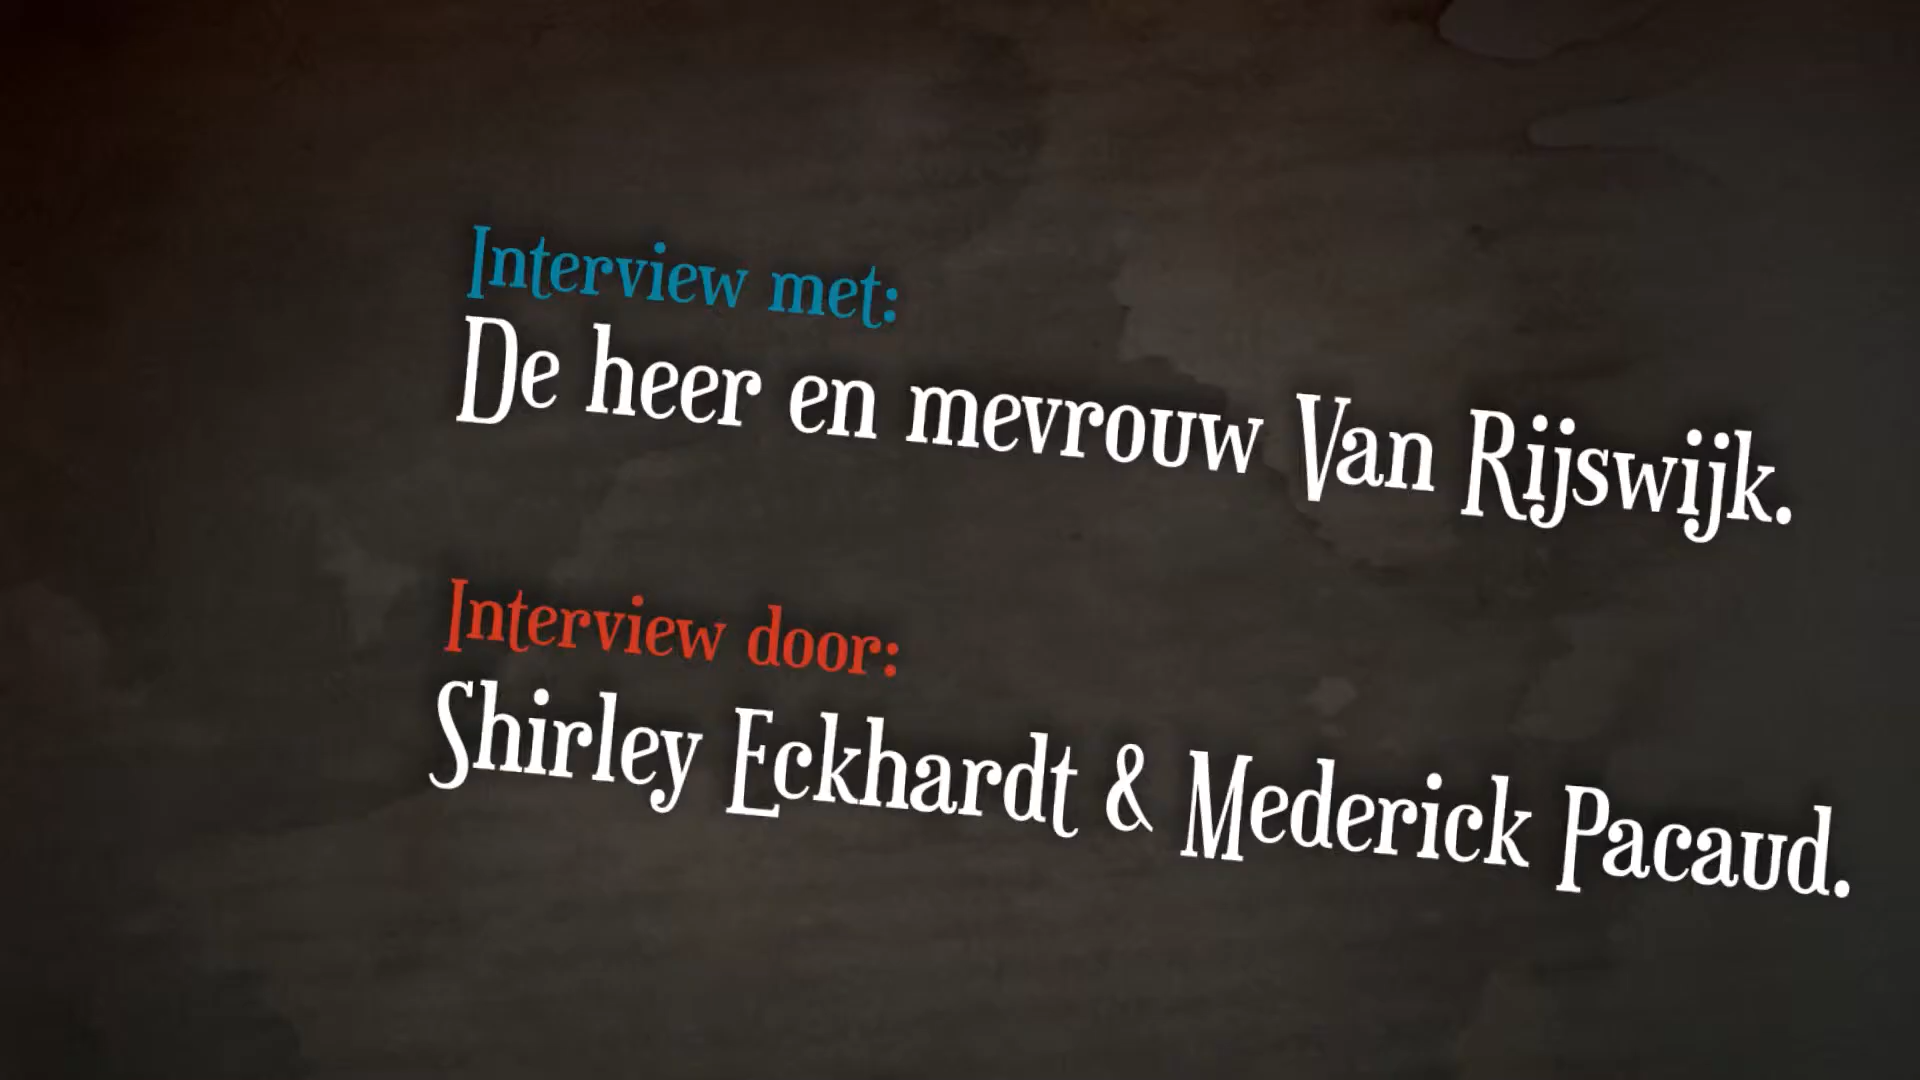 Interview met:
De heer en mevrouw Van Rijswijk.
Interview door:
Shirley Eckhardt & Mederick Pacaud.